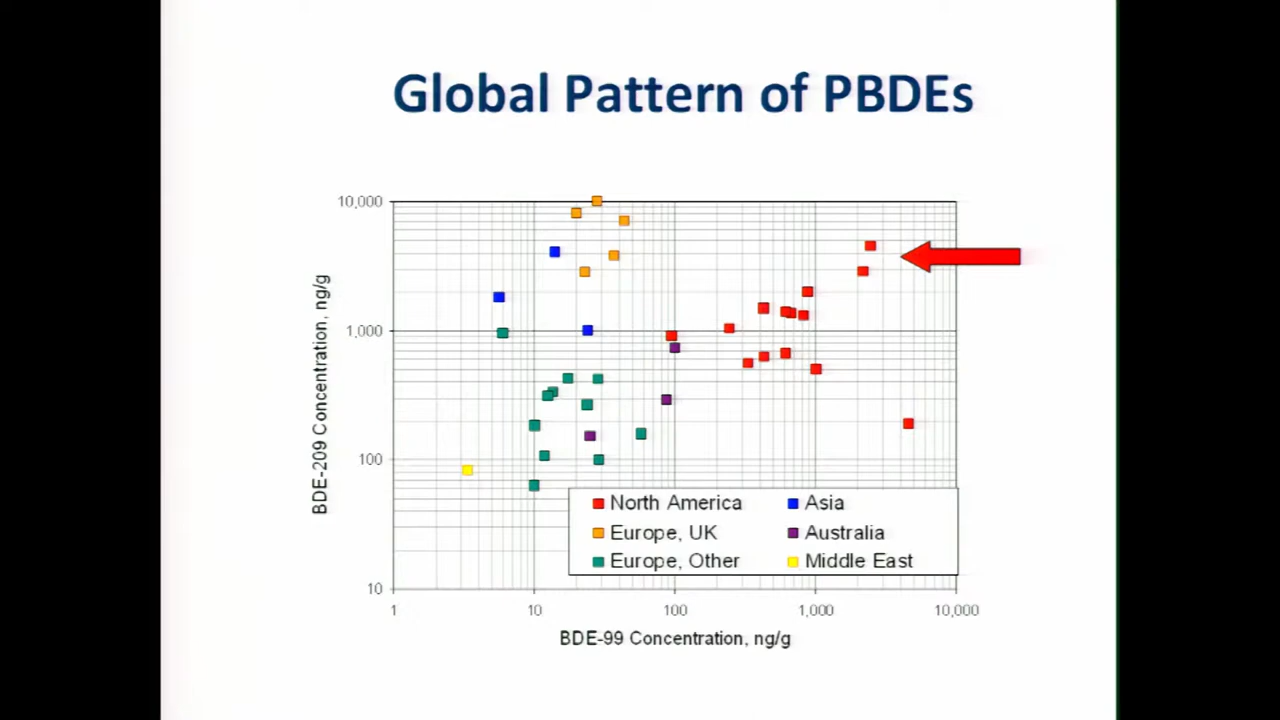 Global Pattern of PBDEs
10,000
1,000
100
10
BDE-209 Concentration, ng/g
North America
Asia
Europe, UK
Australia
Europe, Other
Middle East
1
10
100
1,000
10,000
BDE-99 Concentration, ng/g